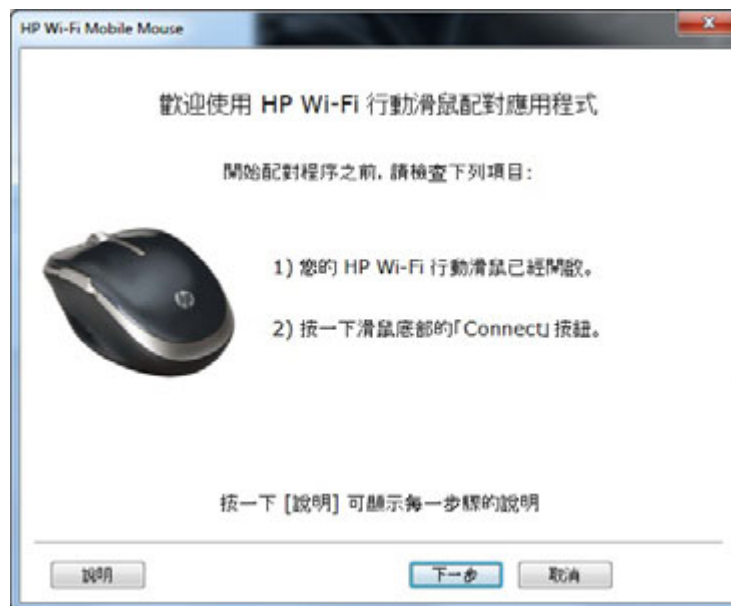 HP Wi-Fi Mobile Mouse
歡迎使用 HP Wi-Fi 行動滑鼠配對應用程式
開始配對程序之前, 請檢查下列項目:
1) 您的 HP Wi-Fi 行動滑鼠已經開啟。
2) 按一下滑鼠底部的「Connect」按鈕。
按一下 [說明] 可顯示每一步驟的說明
說明
下一步
取消